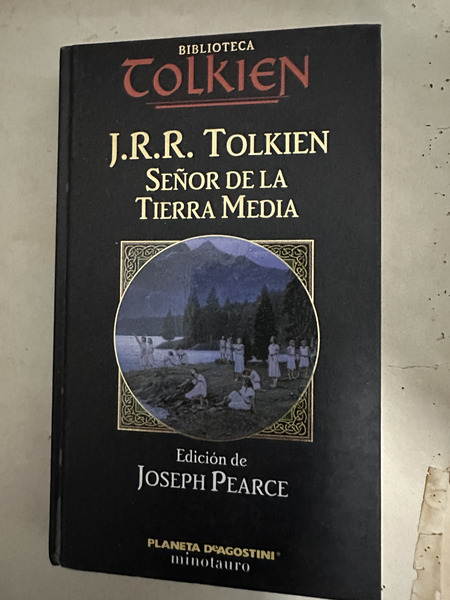 BIBLIOTECA
TOLKIEN
J.R.R. TOLKIEN
SEÑOR DE LA
TIERRA MEDIA
Edición de
JOSEPH PEARCE
PLANETA DEAGOSTINI®
minotauro